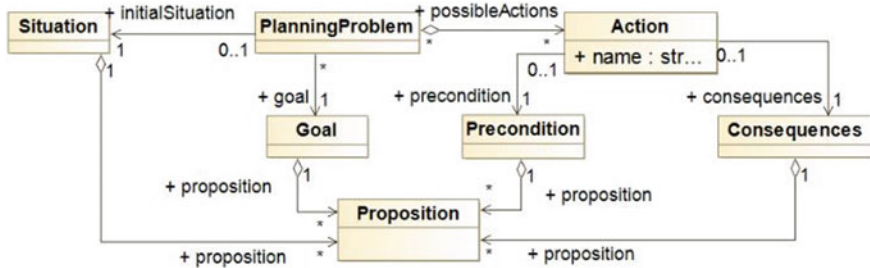 Situation
+ initialSituation
PlanningProblem
+ possibleActions
Action
+ name : str...
1
0..1
*
*
0..1
0..1
1
*
+ goal
1
+ precondition
1
+ consequences
1
Goal
Precondition
Consequences
1
1
1
+ proposition
*
+ proposition
Proposition
*
+ proposition
*
*
+ proposition